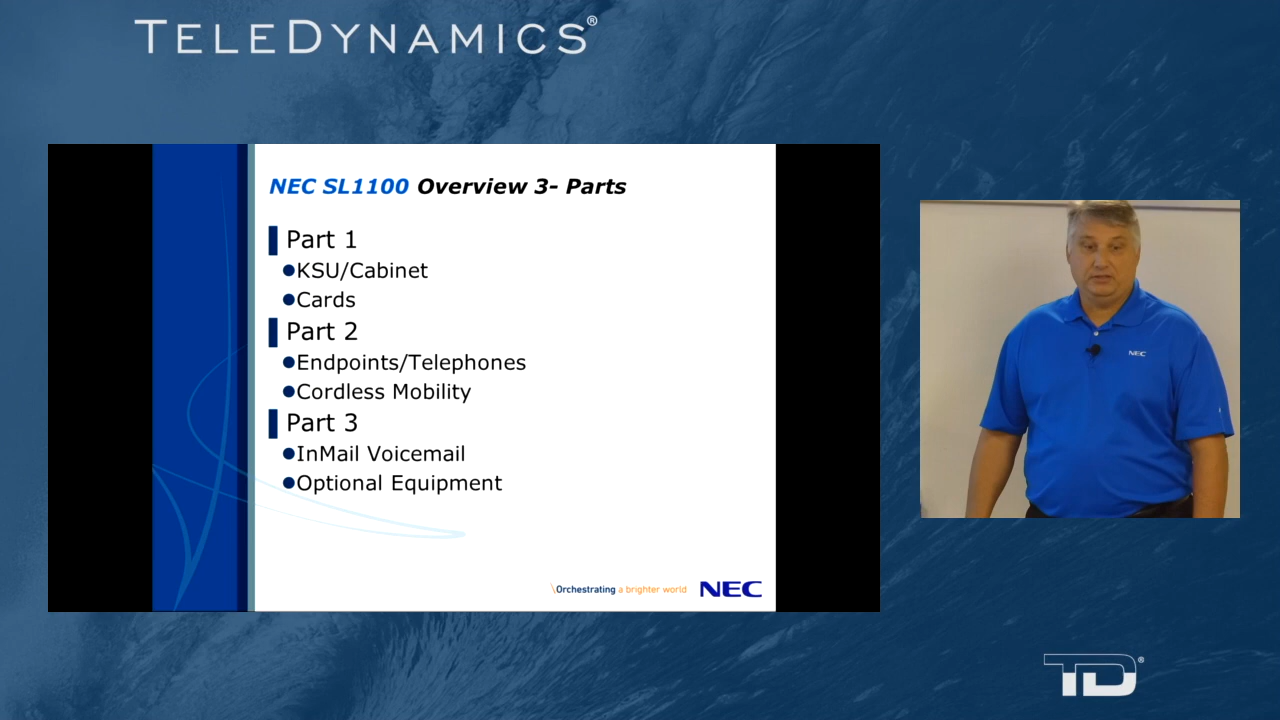 TELEDYNAMICS®
NEC SL1100 Overview 3- Parts
Part 1
●KSU/Cabinet
●Cards
Part 2
●Endpoints/Telephones
●Cordless Mobility
Part 3
●InMail Voicemail
●Optional Equipment
\Orchestrating a brighter world NEC
NEC
TD®